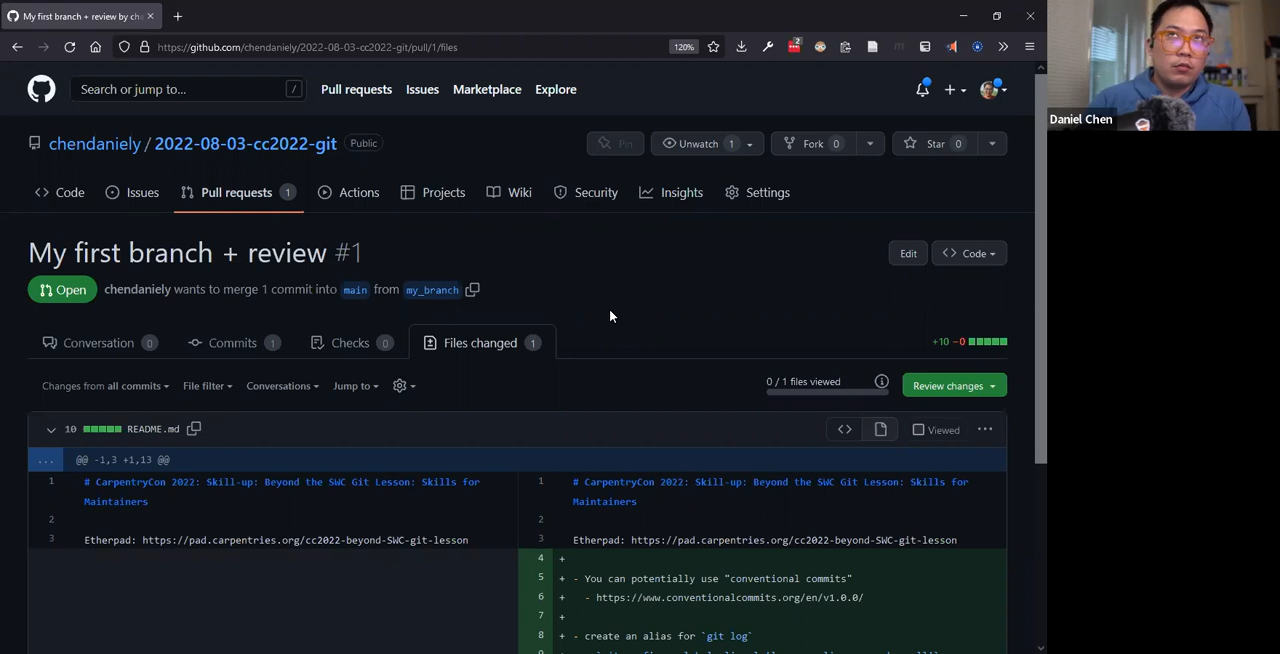 My first branch + review by ch
https://github.com/chendaniely/2022-08-03-cc2022-git/pull/1/files
120%
2
Search or jump to...
/
Pull requests
Issues
Marketplace
Explore
Daniel Chen
chendaniely / 2022-08-03-cc2022-git
Public
Pin
Unwatch 1
Fork 0
Star 0
Code
Issues
Pull requests 1
Actions
Projects
Wiki
Security
Insights
Settings
My first branch + review #1
Edit
Code
Open
chendaniely wants to merge 1 commit into main from my_branch
Conversation 0
Commits 1
Checks 0
Files changed 1
+10 −0
Changes from all commits
File filter
Conversations
Jump to
0 / 1 files viewed
Review changes
10 README.md
Viewed
... @@ -1,3 +1,13 @@
1 # CarpentryCon 2022: Skill-up: Beyond the SWC Git Lesson: Skills for
Maintainers
2
3 Etherpad: https://pad.carpentries.org/cc2022-beyond-SWC-git-lesson
1 # CarpentryCon 2022: Skill-up: Beyond the SWC Git Lesson: Skills for
Maintainers
2
3 Etherpad: https://pad.carpentries.org/cc2022-beyond-SWC-git-lesson
4 +
5 + - You can potentially use "conventional commits"
6 + - https://www.conventionalcommits.org/en/v1.0.0/
7 +
8 + - create an alias for `git log`